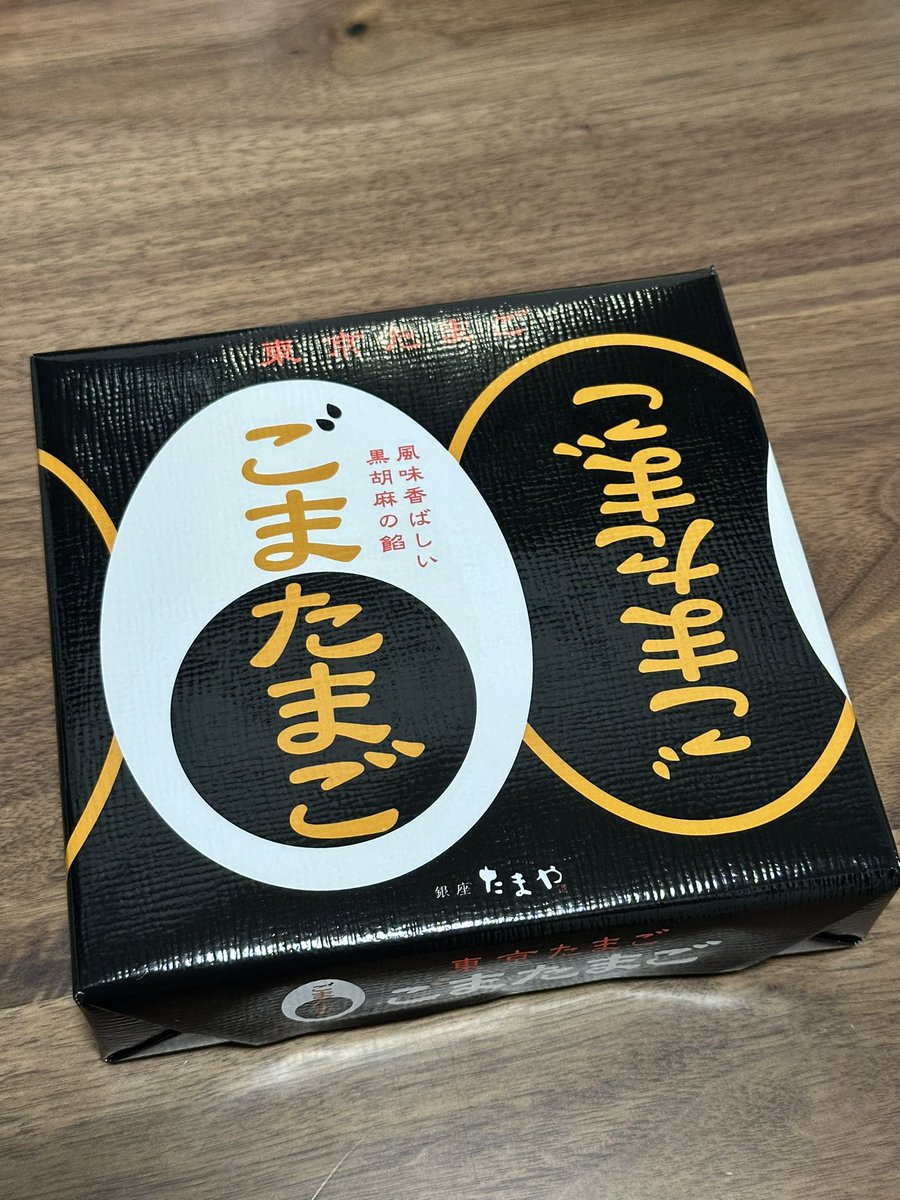 東京たまご
ごまたまご
風味香ばしい
黒胡麻の餡
ごまたまご
銀座 たまや
東京たまご
ごまたまご